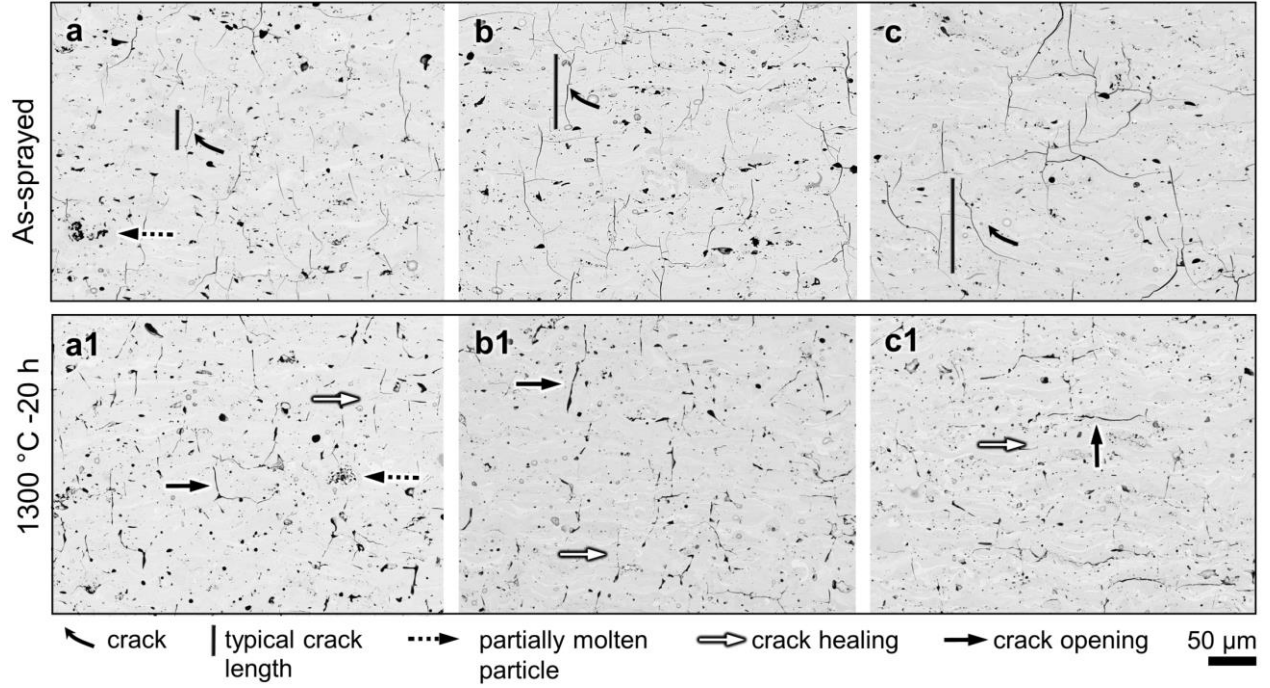 As-sprayed
a
b
c
1300 °C -20 h
a1
b1
c1
crack
typical crack
length
partially molten
particle
crack healing
crack opening
50 µm